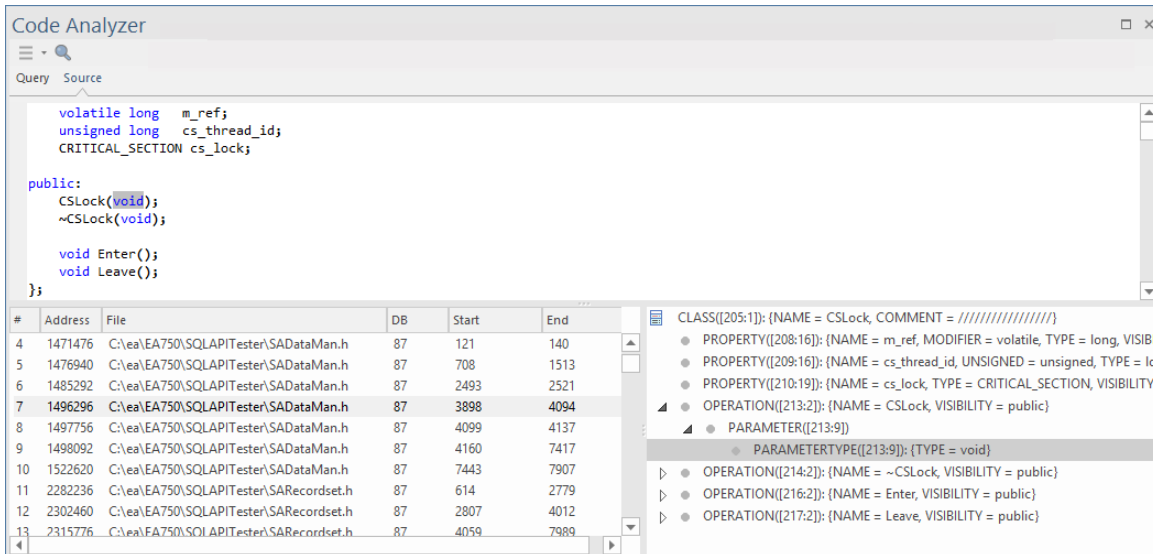 Code Analyzer
Query Source
volatile long m_ref;
unsigned long cs_thread_id;
CRITICAL_SECTION cs_lock;
public:
CSLock(void);
~CSLock(void);
void Enter();
void Leave();
};
# Address File DB Start End
4 1471476 C:\ea\EA750\SQLAPITester\SADataMan.h 87 121 140
5 1476940 C:\ea\EA750\SQLAPITester\SADataMan.h 87 708 1513
6 1485292 C:\ea\EA750\SQLAPITester\SADataMan.h 87 2493 2521
7 1496296 C:\ea\EA750\SQLAPITester\SADataMan.h 87 3898 4094
8 1497756 C:\ea\EA750\SQLAPITester\SADataMan.h 87 4099 4137
9 1498092 C:\ea\EA750\SQLAPITester\SADataMan.h 87 4160 7417
10 1522620 C:\ea\EA750\SQLAPITester\SADataMan.h 87 7443 7907
11 2282236 C:\ea\EA750\SQLAPITester\SARecordset.h 87 614 2779
12 2302460 C:\ea\EA750\SQLAPITester\SARecordset.h 87 2807 4012
13 2315776 C:\ea\EA750\SQLAPITester\SARecordset.h 87 4059 7989
CLASS([205:1]): {NAME = CSLock, COMMENT = /////////////////}
PROPERTY([208:16]): {NAME = m_ref, MODIFIER = volatile, TYPE = long, VISIB
PROPERTY([209:16]): {NAME = cs_thread_id, UNSIGNED = unsigned, TYPE = lo
PROPERTY([210:19]): {NAME = cs_lock, TYPE = CRITICAL_SECTION, VISIBILITY
OPERATION([213:2]): {NAME = CSLock, VISIBILITY = public}
PARAMETER([213:9])
PARAMETERTYPE([213:9]): {TYPE = void}
OPERATION([214:2]): {NAME = ~CSLock, VISIBILITY = public}
OPERATION([216:2]): {NAME = Enter, VISIBILITY = public}
OPERATION([217:2]): {NAME = Leave, VISIBILITY = public}